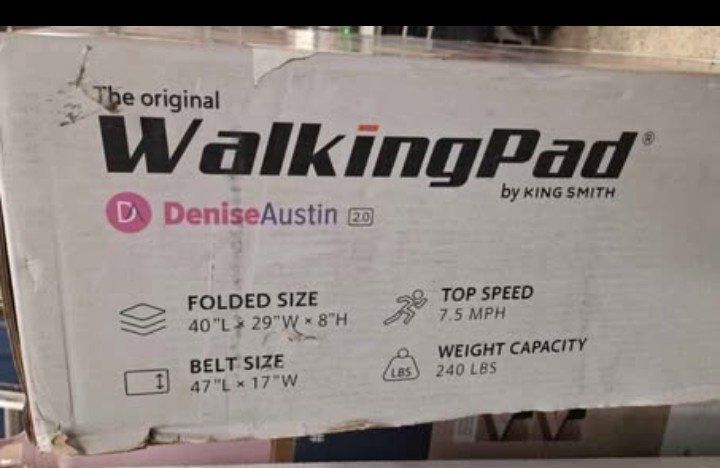 The original
WalkingPad®
by KING SMITH
DA DeniseAustin 2.0
FOLDED SIZE
40"L × 29"W × 8"H
BELT SIZE
47"L × 17"W
TOP SPEED
7.5 MPH
WEIGHT CAPACITY
LBS 240 LBS